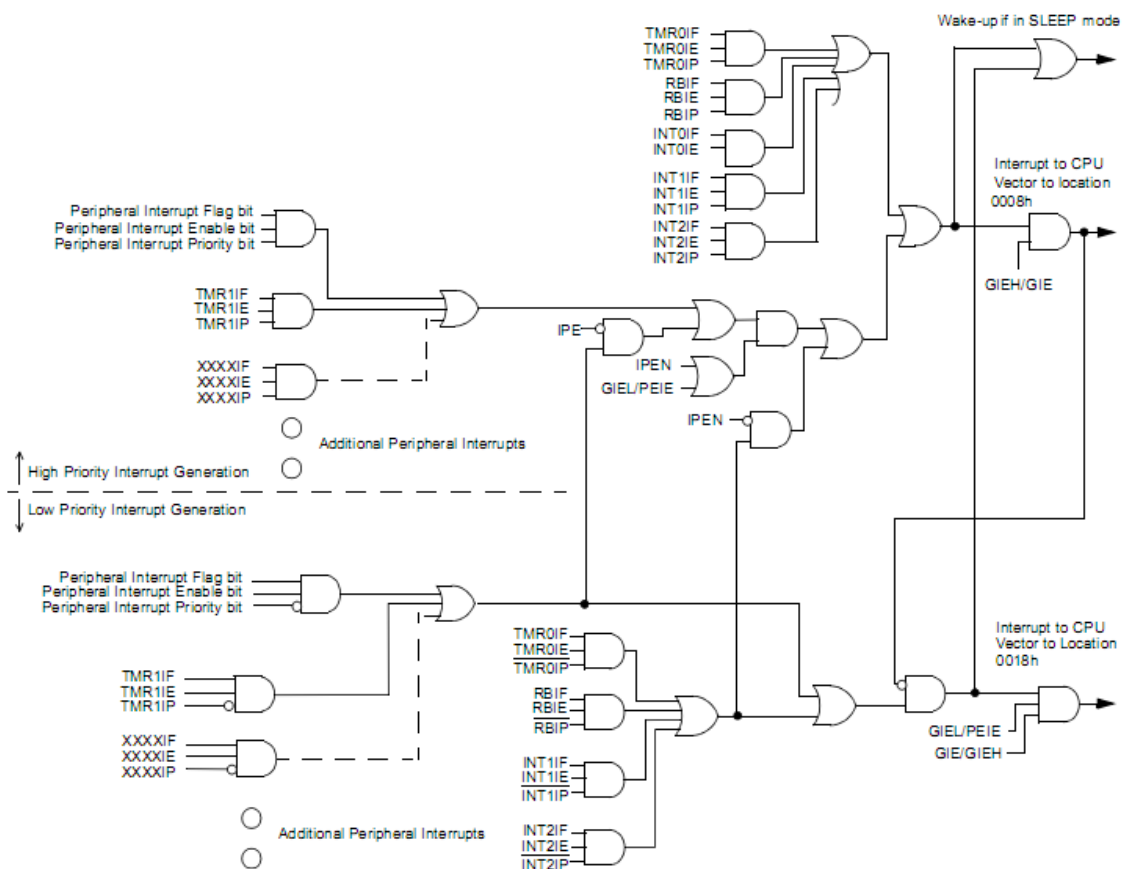 Wake-up if in SLEEP mode
TMR0IF
TMR0IE
TMR0IP
RBIF
RBIE
RBIP
INT0IF
INT0IE
INT1IF
INT1IE
INT1IP
INT2IF
INT2IE
INT2IP
Interrupt to CPU
Vector to location
0008h
GIEH/GIE
Peripheral Interrupt Flag bit
Peripheral Interrupt Enable bit
Peripheral Interrupt Priority bit
TMR1IF
TMR1IE
TMR1IP
XXXXIF
XXXXIE
XXXXIP
IPE
IPEN
GIEL/PEIE
IPEN
Additional Peripheral Interrupts
High Priority Interrupt Generation
Low Priority Interrupt Generation
Peripheral Interrupt Flag bit
Peripheral Interrupt Enable bit
Peripheral Interrupt Priority bit
TMR1IF
TMR1IE
TMR1IP
XXXXIF
XXXXIE
XXXXIP
Additional Peripheral Interrupts
TMR0IF
TMR0IE
TMR0IP
RBIF
RBIE
RBIP
INT1IF
INT1IE
INT1IP
INT2IF
INT2IE
INT2IP
Interrupt to CPU
Vector to Location
0018h
GIEL/PEIE
GIE/GIEH